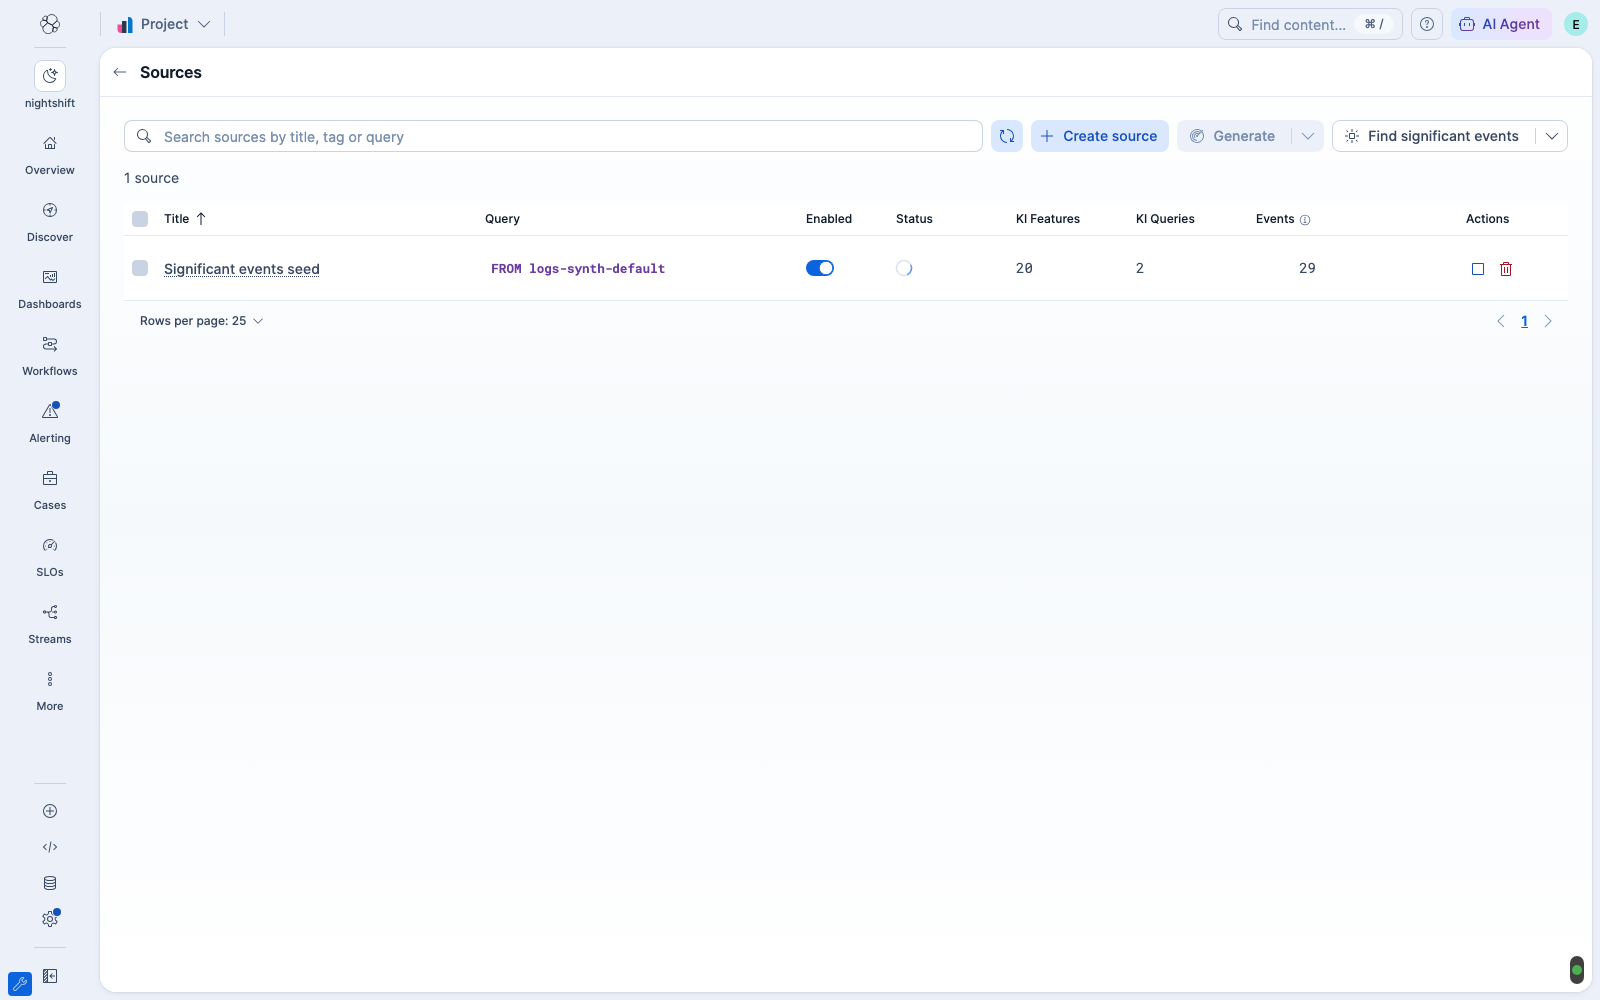 Project
Find content...
⌘ /
AI Agent
E
nightshift
Overview
Discover
Dashboards
Workflows
Alerting
Cases
SLOs
Streams
More
Sources
Search sources by title, tag or query
Create source
Generate
Find significant events
1 source
Title
Query
Enabled
Status
KI Features
KI Queries
Events
Actions
Significant events seed
FROM logs-synth-default
20
2
29
Rows per page: 25
1